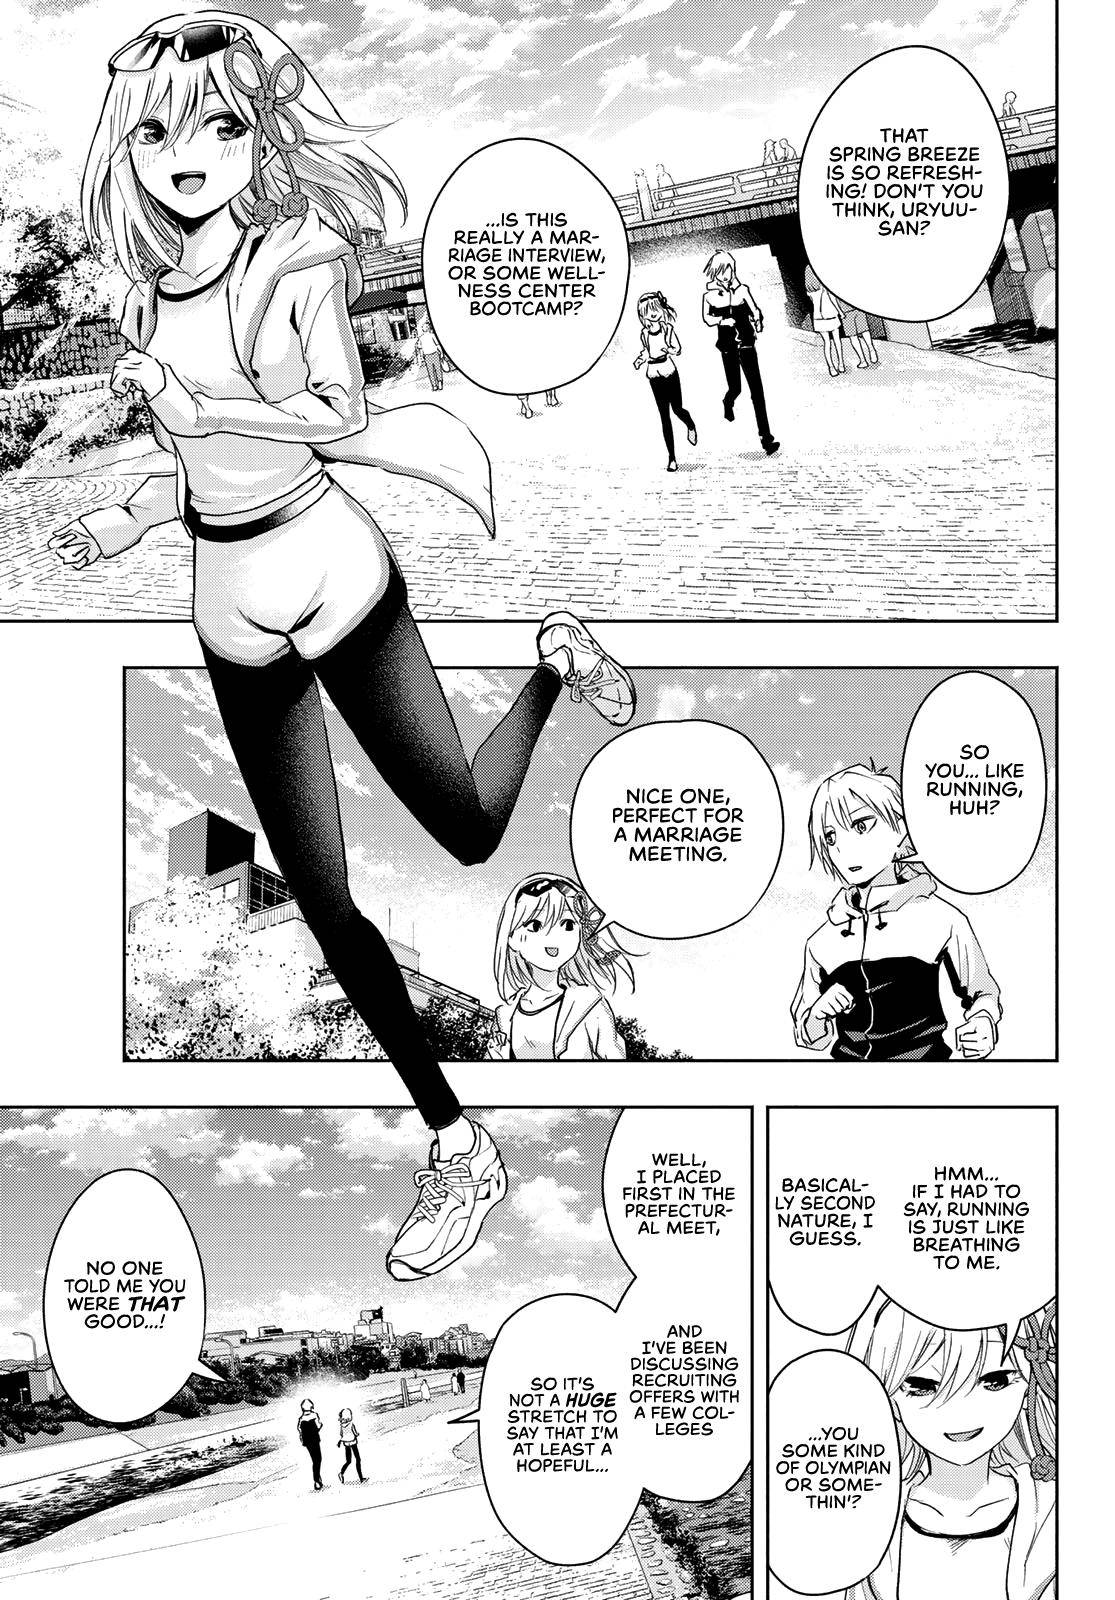 THAT
SPRING BREEZE
IS SO REFRESH-
ING! DON'T YOU
THINK, URYUU-
SAN?
...IS THIS
REALLY A MAR-
RIAGE INTERVIEW,
OR SOME WELL-
NESS CENTER
BOOTCAMP?
SO
YOU... LIKE
RUNNING,
HUH?
NICE ONE,
PERFECT FOR
A MARRIAGE
MEETING.
HMM...
IF I HAD TO
SAY, RUNNING
IS JUST LIKE
BREATHING
TO ME.
BASICAL-
LY SECOND
NATURE, I
GUESS.
...YOU
SOME KIND
OF OLYMPIAN
OR SOME-
THIN'?
WELL,
I PLACED
FIRST IN THE
PREFECTUR-
AL MEET,
AND
I'VE BEEN
DISCUSSING
RECRUITING
OFFERS WITH
A FEW COL-
LEGES
SO IT'S
NOT A HUGE
STRETCH TO
SAY THAT I'M
AT LEAST A
HOPEFUL...
NO ONE
TOLD ME YOU
WERE THAT
GOOD...!